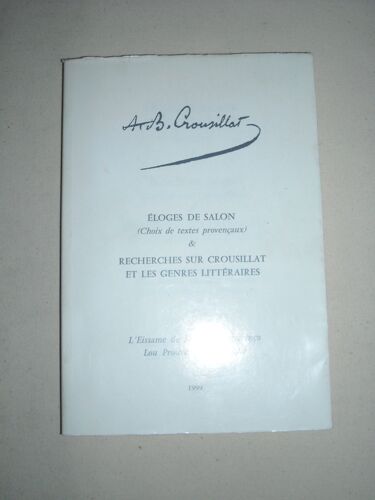 A.-B. Crousillat
ÉLOGES DE SALON
(Choix de textes provençaux)
&
RECHERCHES SUR CROUSILLAT
ET LES GENRES LITTÉRAIRES
L'Eissame de
Lou
1999